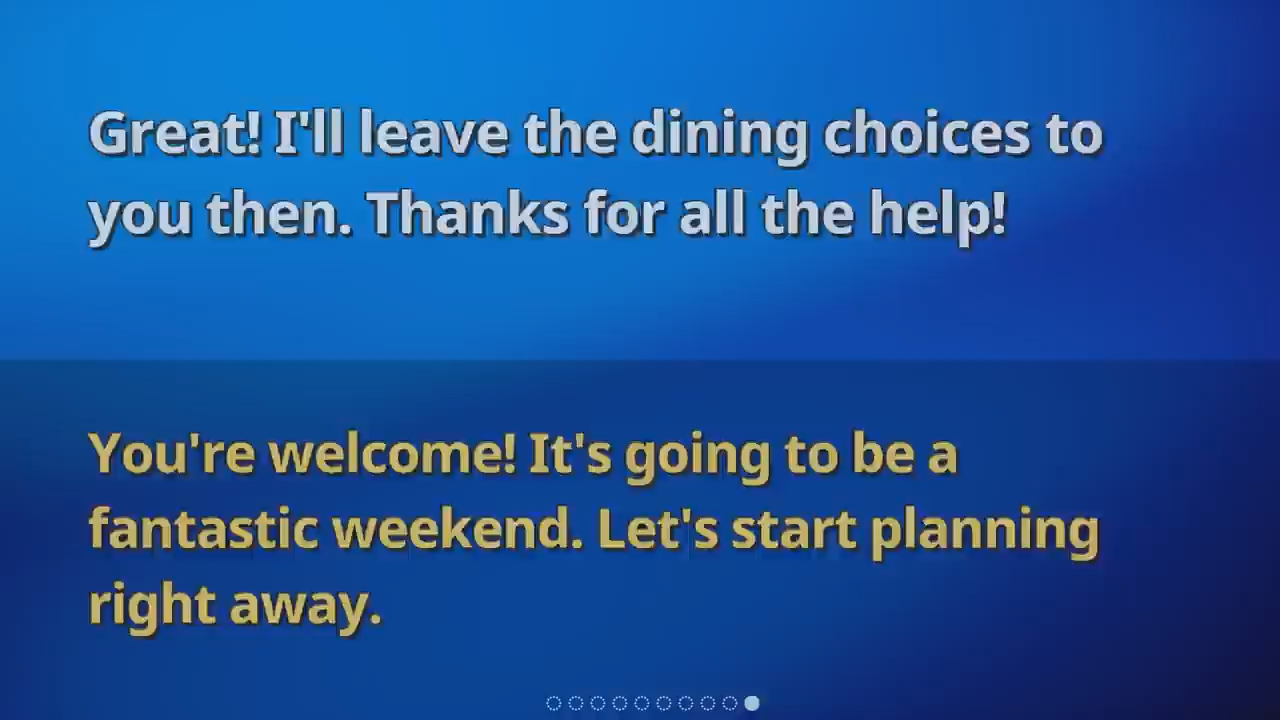 Great! I'll leave the dining choices to
you then. Thanks for all the help!
You're welcome! It's going to be a
fantastic weekend. Let's start planning
right away.